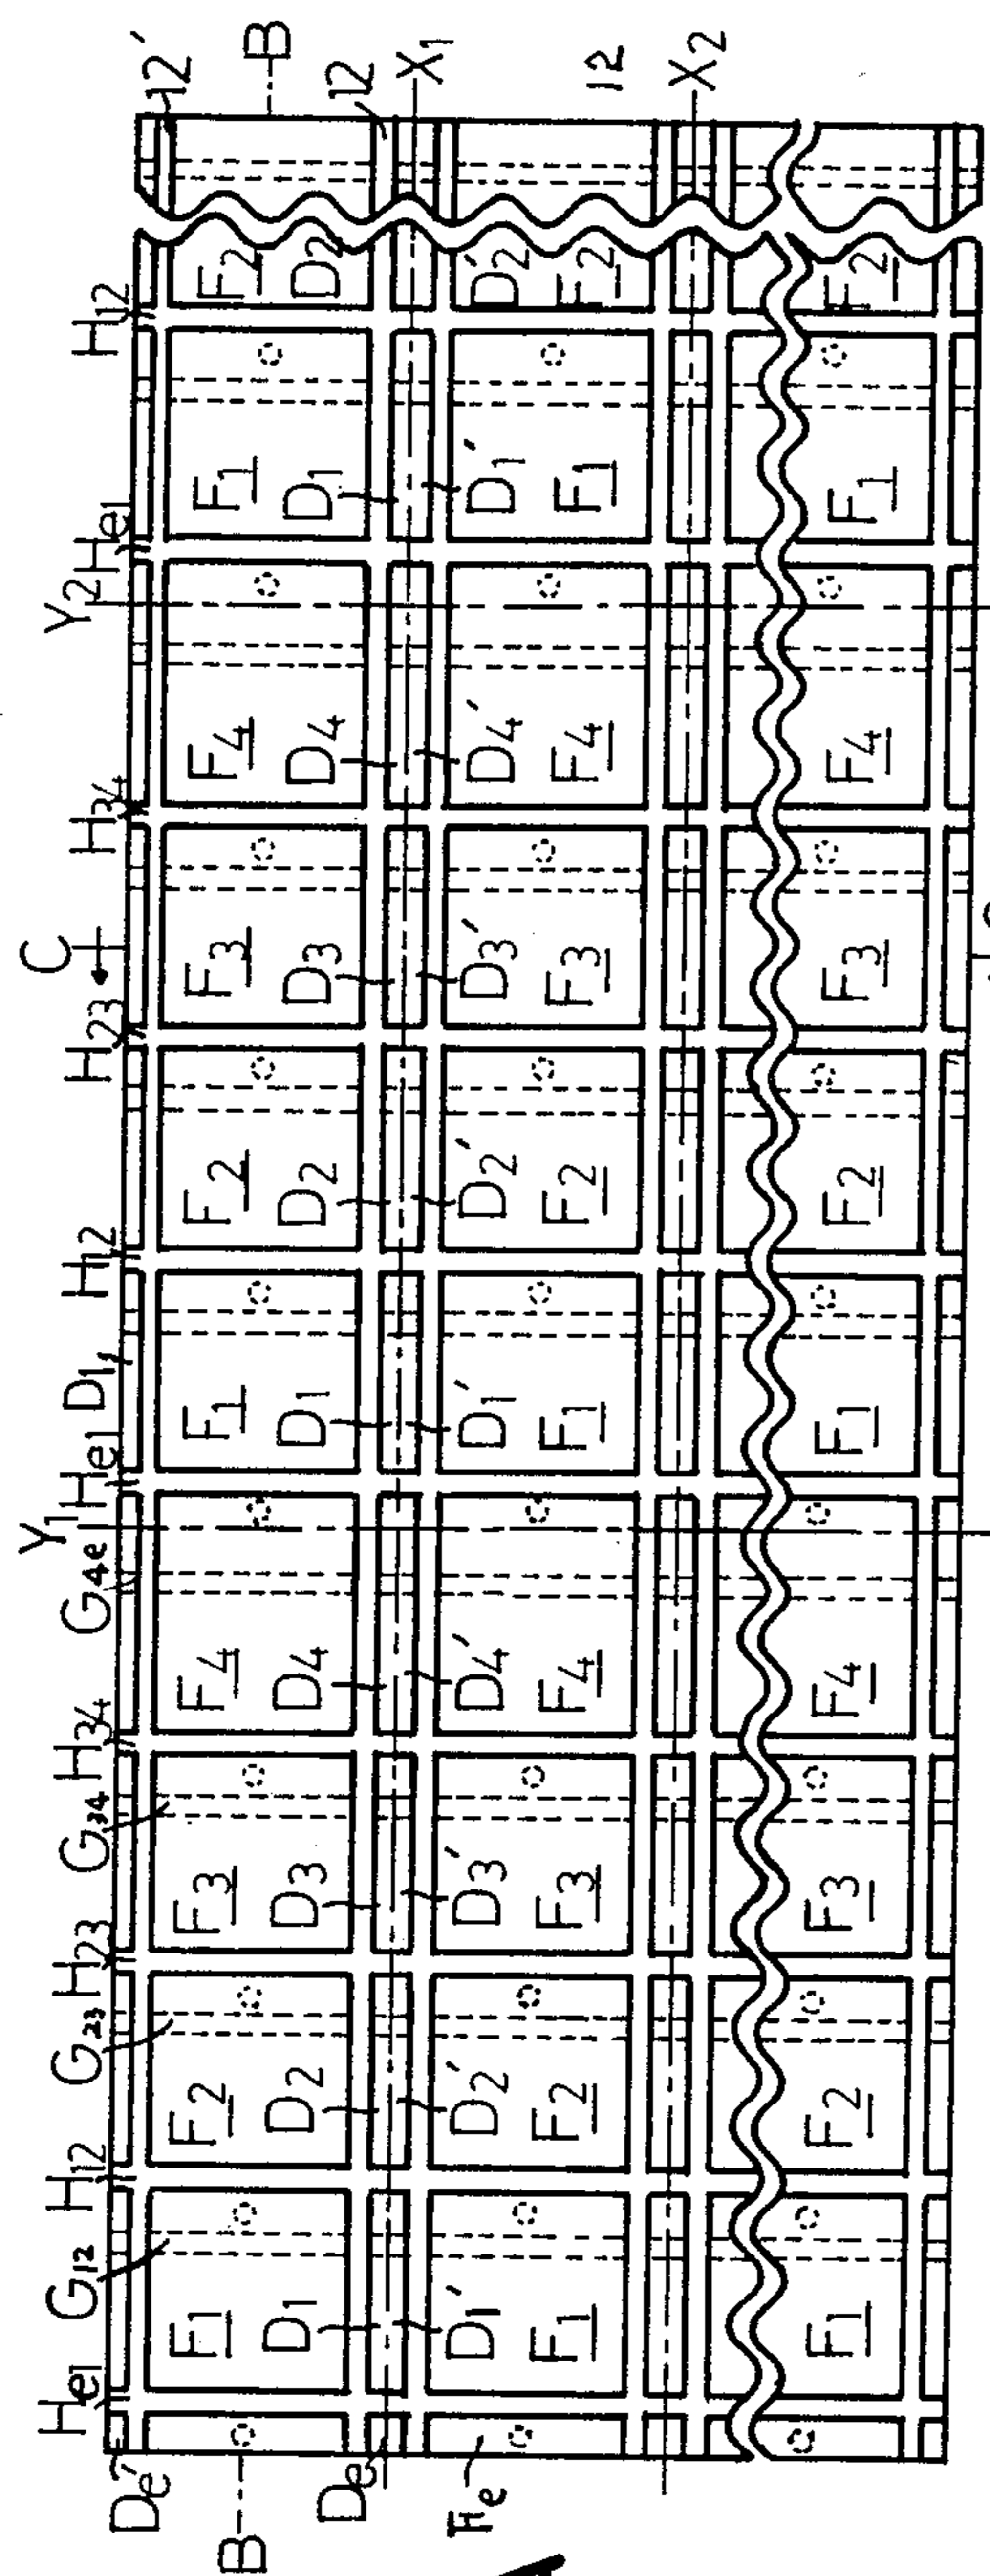 Y₁ C Y₂
He₁ G₁₂ H₁₂ G₂₃ H₂₃ G₃₄ H₃₄ G₄e He₁ D₁, H₁₂ H₂₃ H₃₄ He₁ H₁₂ 12′
De′
B F₁ F₂ F₃ F₄ F₁ F₂ F₃ F₄ F₁ F₂ B
De D₁ D₂ D₃ D₄ D₁ D₂ D₃ D₄ D₁ D₂ 12
X₁
D₁′ D₂′ D₃′ D₄′ D₁′ D₂′ D₃′ D₄′ D₁′ D₂′
Fe F₁ F₂ F₃ F₄ F₁ F₂ F₃ F₄ F₁ F₂ 12
X₂
F₁ F₂ F₃ F₄ F₁ F₂ F₃ F₄ F₁ F₂